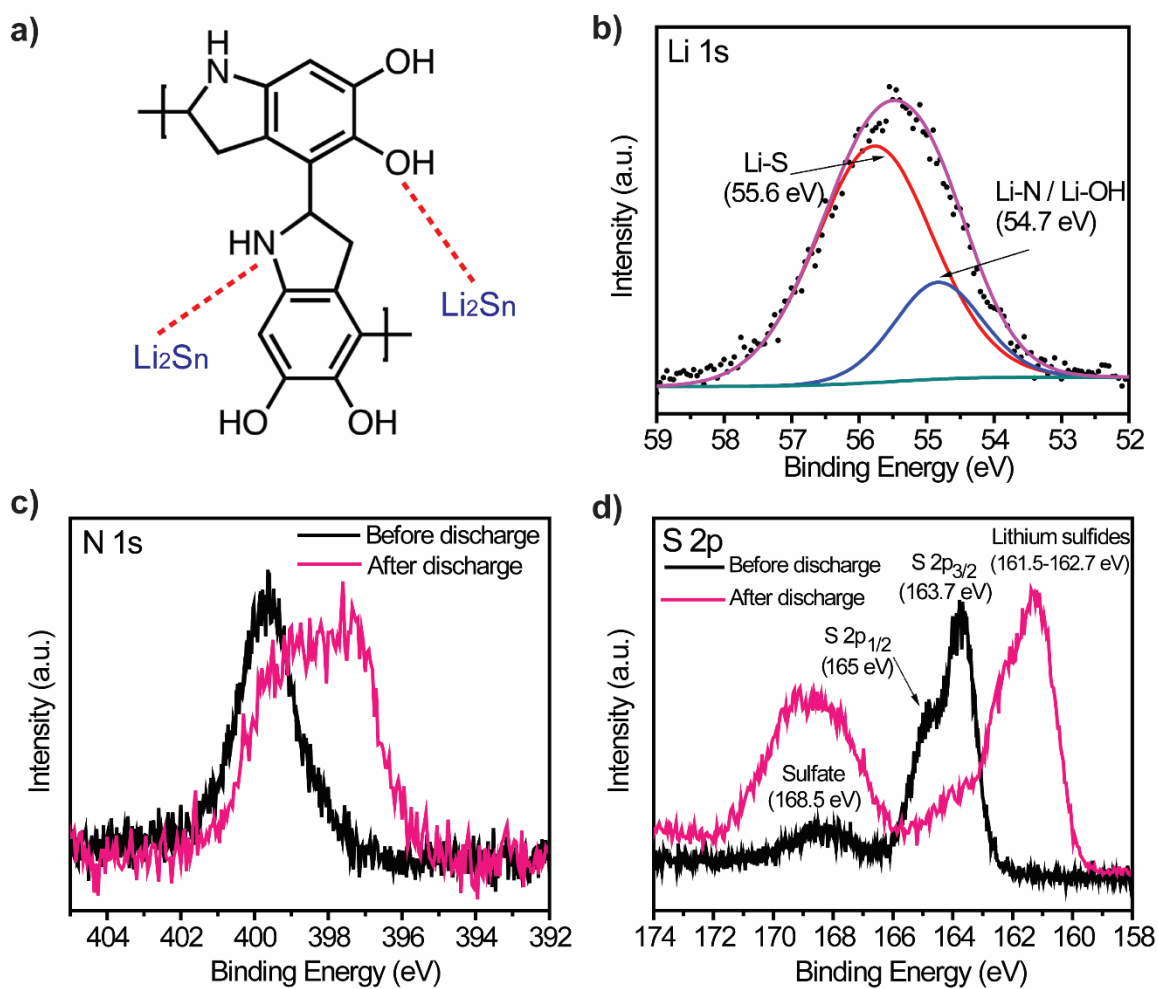 a)
H
N
OH
OH
HN
Li2Sn
Li2Sn
HO
OH
b)
Li 1s
Intensity (a.u.)
Li-S
(55.6 eV)
Li-N / Li-OH
(54.7 eV)
59 58 57 56 55 54 53 52
Binding Energy (eV)
c)
N 1s
Before discharge
After discharge
Intensity (a.u.)
404 402 400 398 396 394 392
Binding Energy (eV)
d)
S 2p
Before discharge
After discharge
Lithium sulfides
(161.5-162.7 eV)
S 2p3/2
(163.7 eV)
S 2p1/2
(165 eV)
Sulfate
(168.5 eV)
Intensity (a.u.)
174 172 170 168 166 164 162 160 158
Binding Energy (eV)